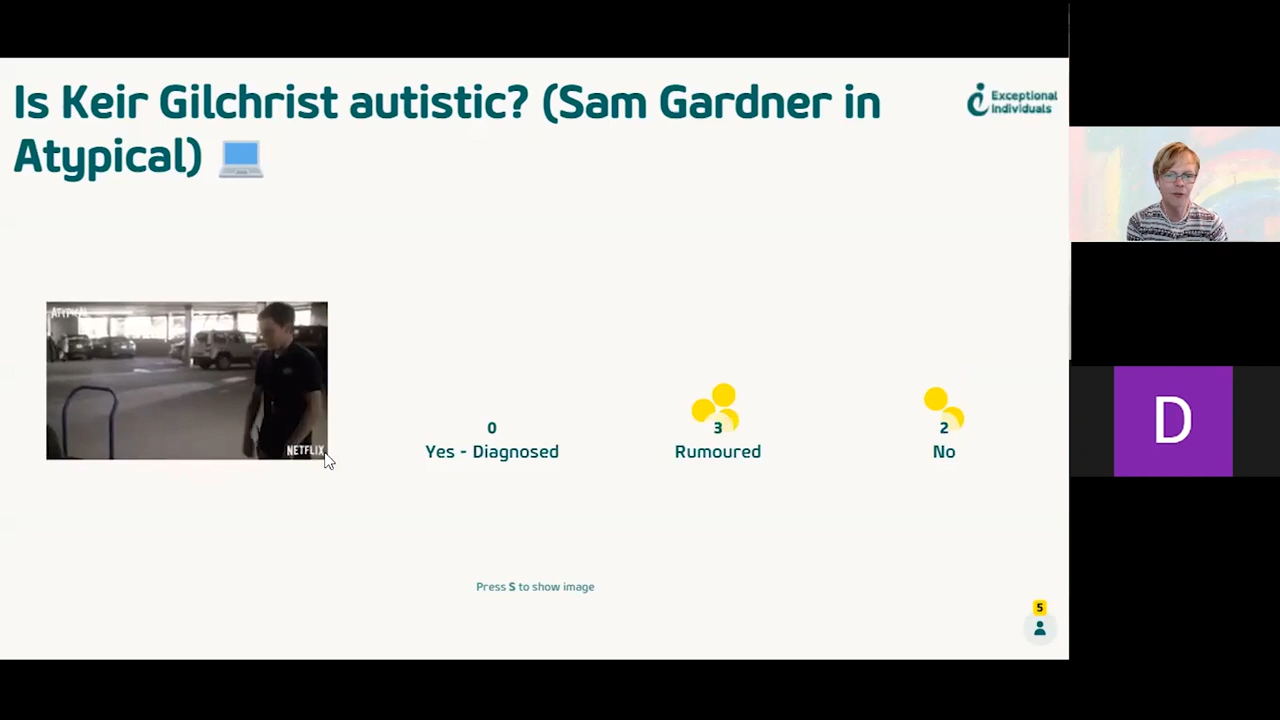 Is Keir Gilchrist autistic? (Sam Gardner in
Atypical)
Exceptional
Individuals
ATYPICAL
NETFLIX
0
Yes - Diagnosed
3
Rumoured
2
No
Press S to show image
5
D